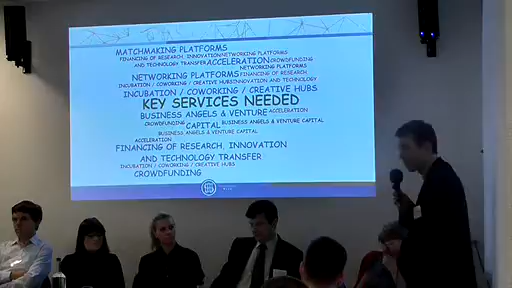 MATCHMAKING PLATFORMS
FINANCING OF RESEARCH, INNOVATION NETWORKING PLATFORMS
AND TECHNOLOGY TRANSFER ACCELERATION CROWDFUNDING
NETWORKING PLATFORMS
NETWORKING PLATFORMS FINANCING OF RESEARCH,
INCUBATION / COWORKING / CREATIVE HUBS INNOVATION AND TECHNOLOGY
INCUBATION / COWORKING / CREATIVE HUBS
KEY SERVICES NEEDED
BUSINESS ANGELS & VENTURE ACCELERATION
CROWDFUNDING CAPITAL BUSINESS ANGELS & VENTURE CAPITAL
BUSINESS ANGELS & VENTURE CAPITAL
ACCELERATION
FINANCING OF RESEARCH, INNOVATION
AND TECHNOLOGY TRANSFER
INCUBATION / COWORKING / CREATIVE HUBS
CROWDFUNDING